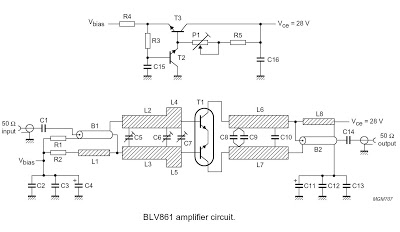 R4
T3
Vbias
Vce = 28 V
R3
P1
R5
T2
C15
C16
L4
L2
T1
L6
L8
Vce = 28 V
50 Ω
input
C1
B1
C5
C6
C7
C8
C9
C10
C14
50 Ω
output
R1
B2
Vbias
R2
L1
L3
L5
L7
C2
C3
C4
C11
C12
C13
MGM707
BLV861 amplifier circuit.